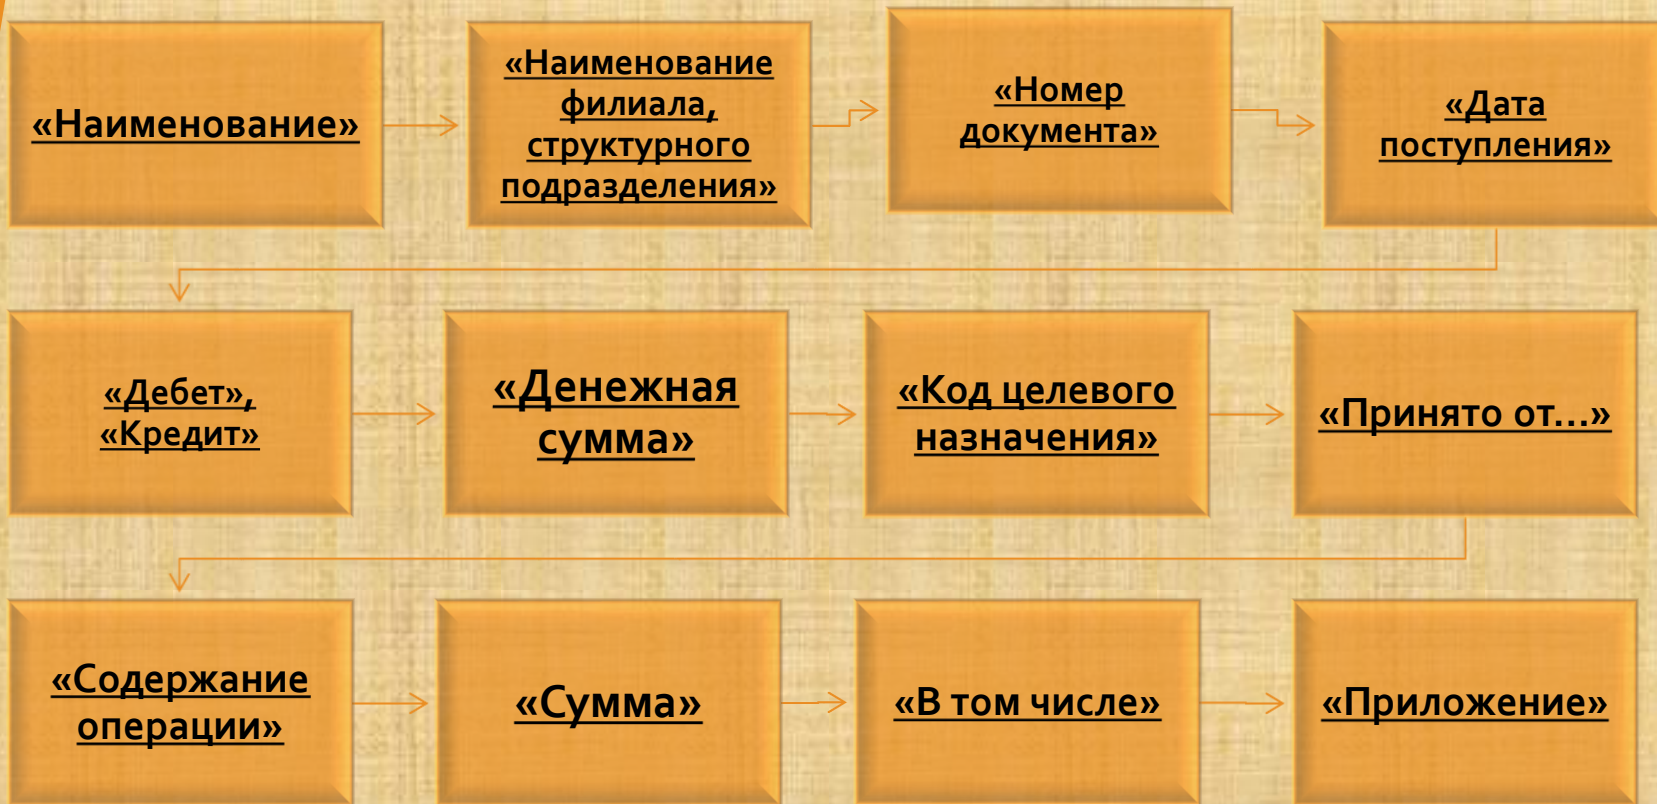 «Наименование»
«Наименование
филиала,
структурного
подразделения»
«Номер
документа»
«Дата
поступления»
«Дебет»,
«Кредит»
«Денежная
сумма»
«Код целевого
назначения»
«Принято от...»
«Содержание
операции»
«Сумма»
«В том числе»
«Приложение»